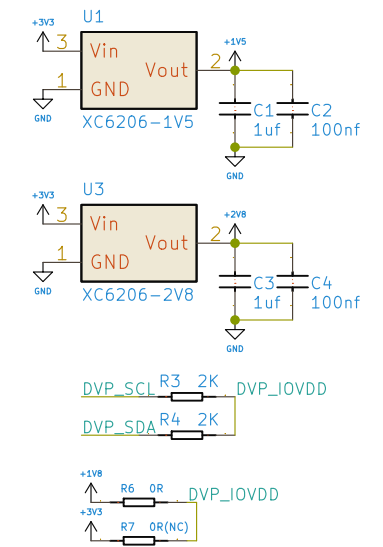 U1
+3V3
3 Vin
Vout 2 +1V5
1 GND
GND
XC6206-1V5
C1 C2
1uf 100nf
GND
U3
+3V3
3 Vin
Vout 2 +2V8
1 GND
GND
XC6206-2V8
C3 C4
1uf 100nf
GND
R3 2K
DVP_SCL DVP_IOVDD
R4 2K
DVP_SDA
+1V8
R6 0R
DVP_IOVDD
+3V3
R7 0R(NC)